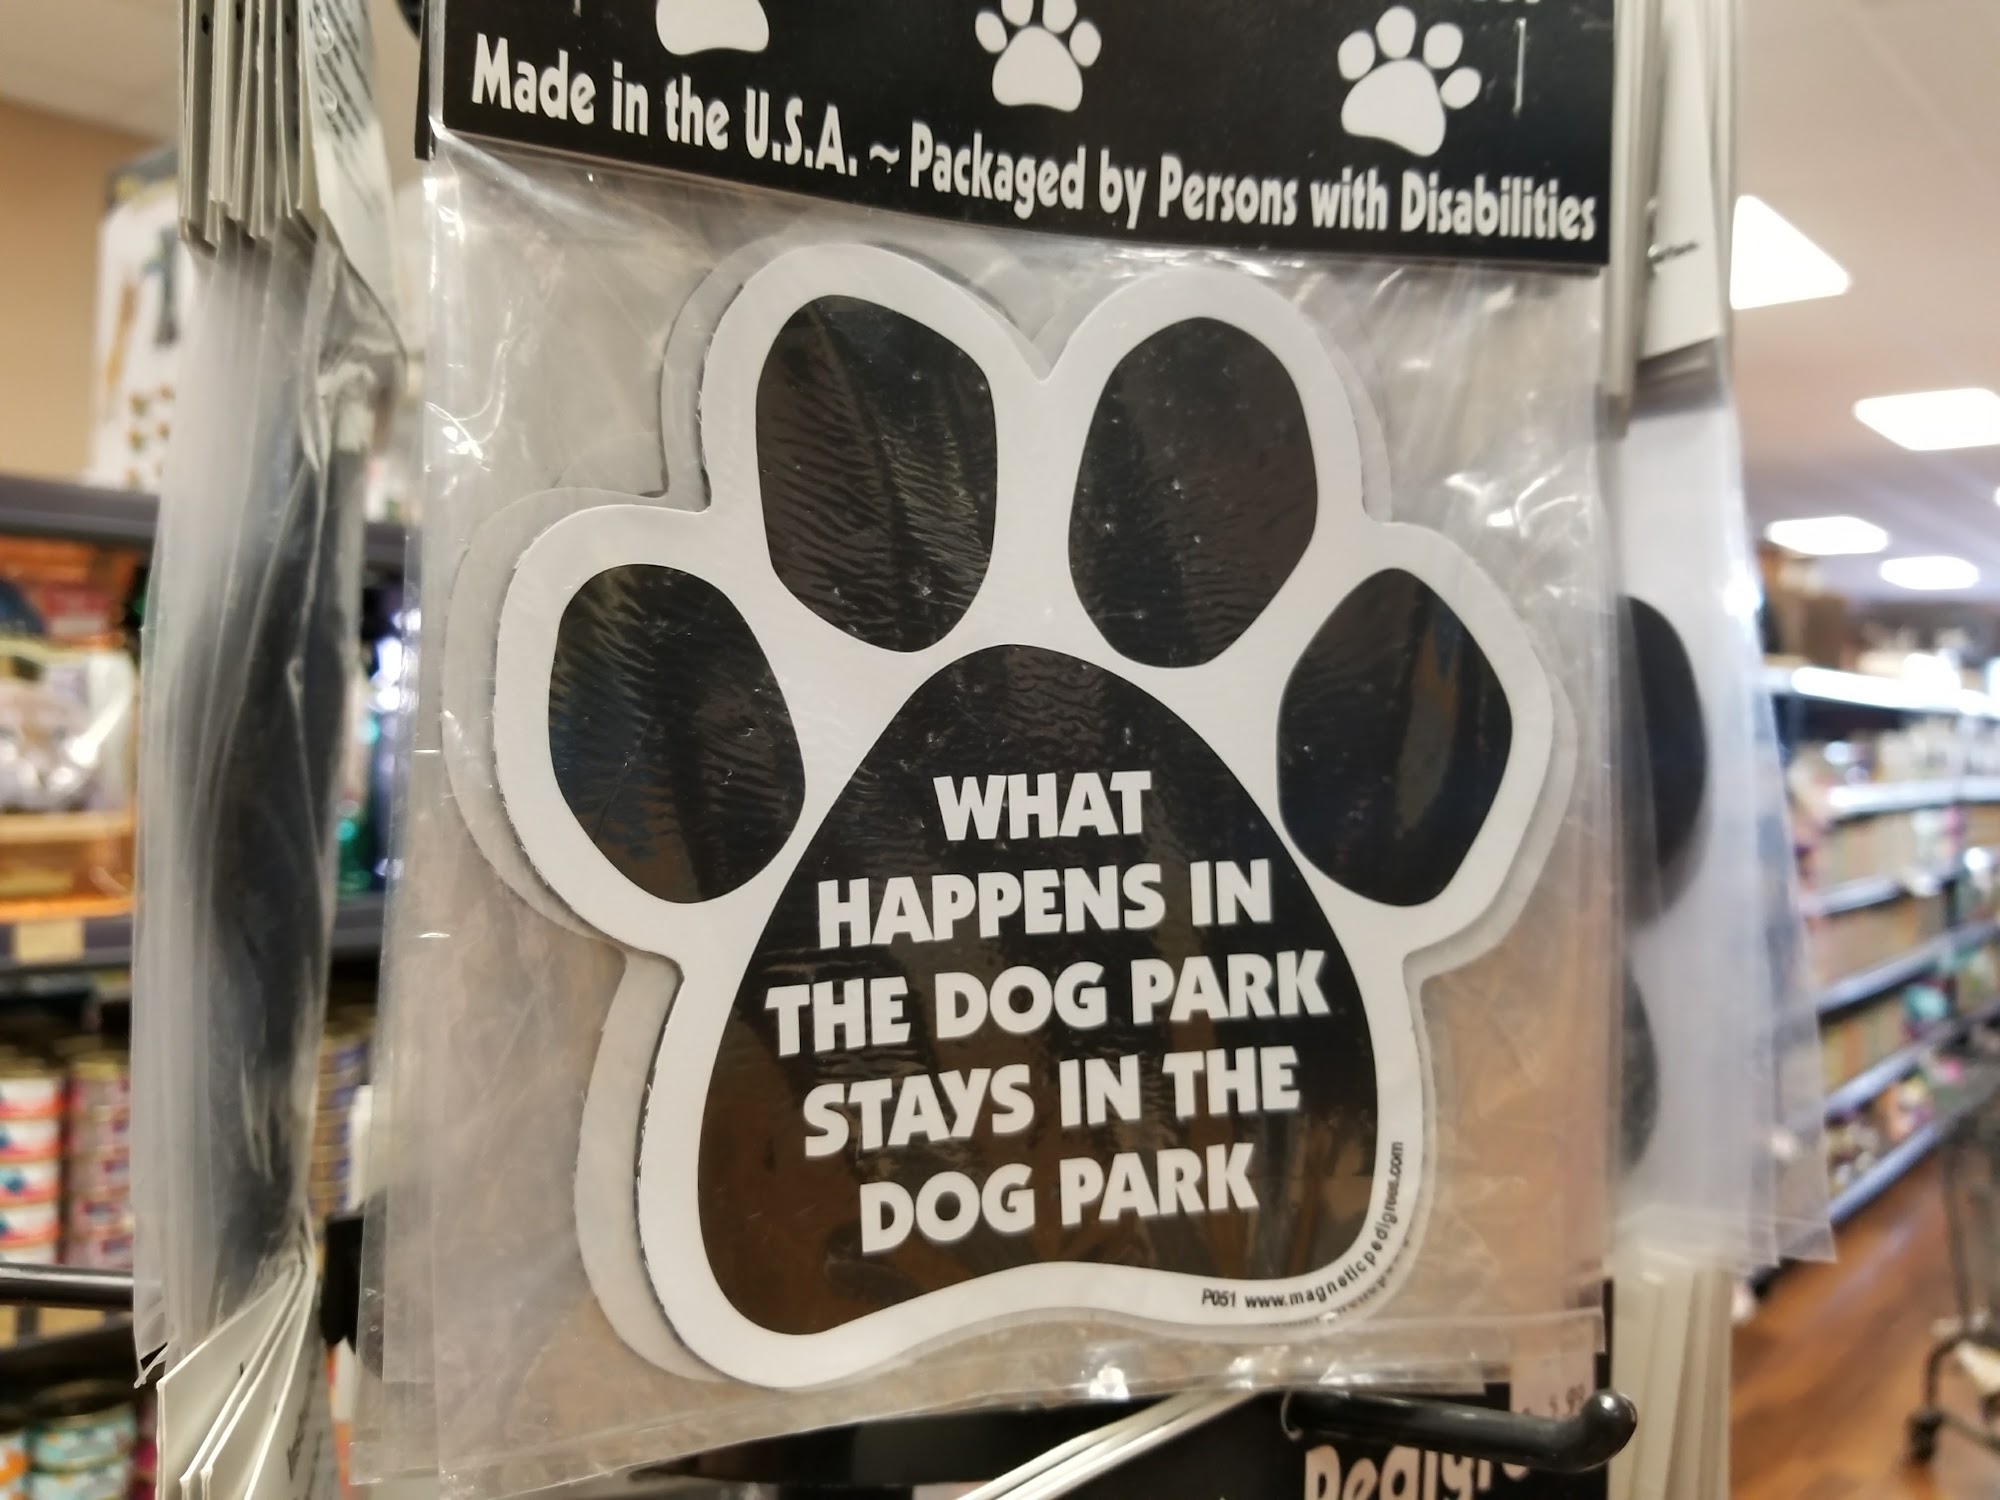 Made in the U.S.A. ~ Packaged by Persons with Disabilities
WHAT
HAPPENS IN
THE DOG PARK
STAYS IN THE
DOG PARK
P051 www.magneticpedigrees.com